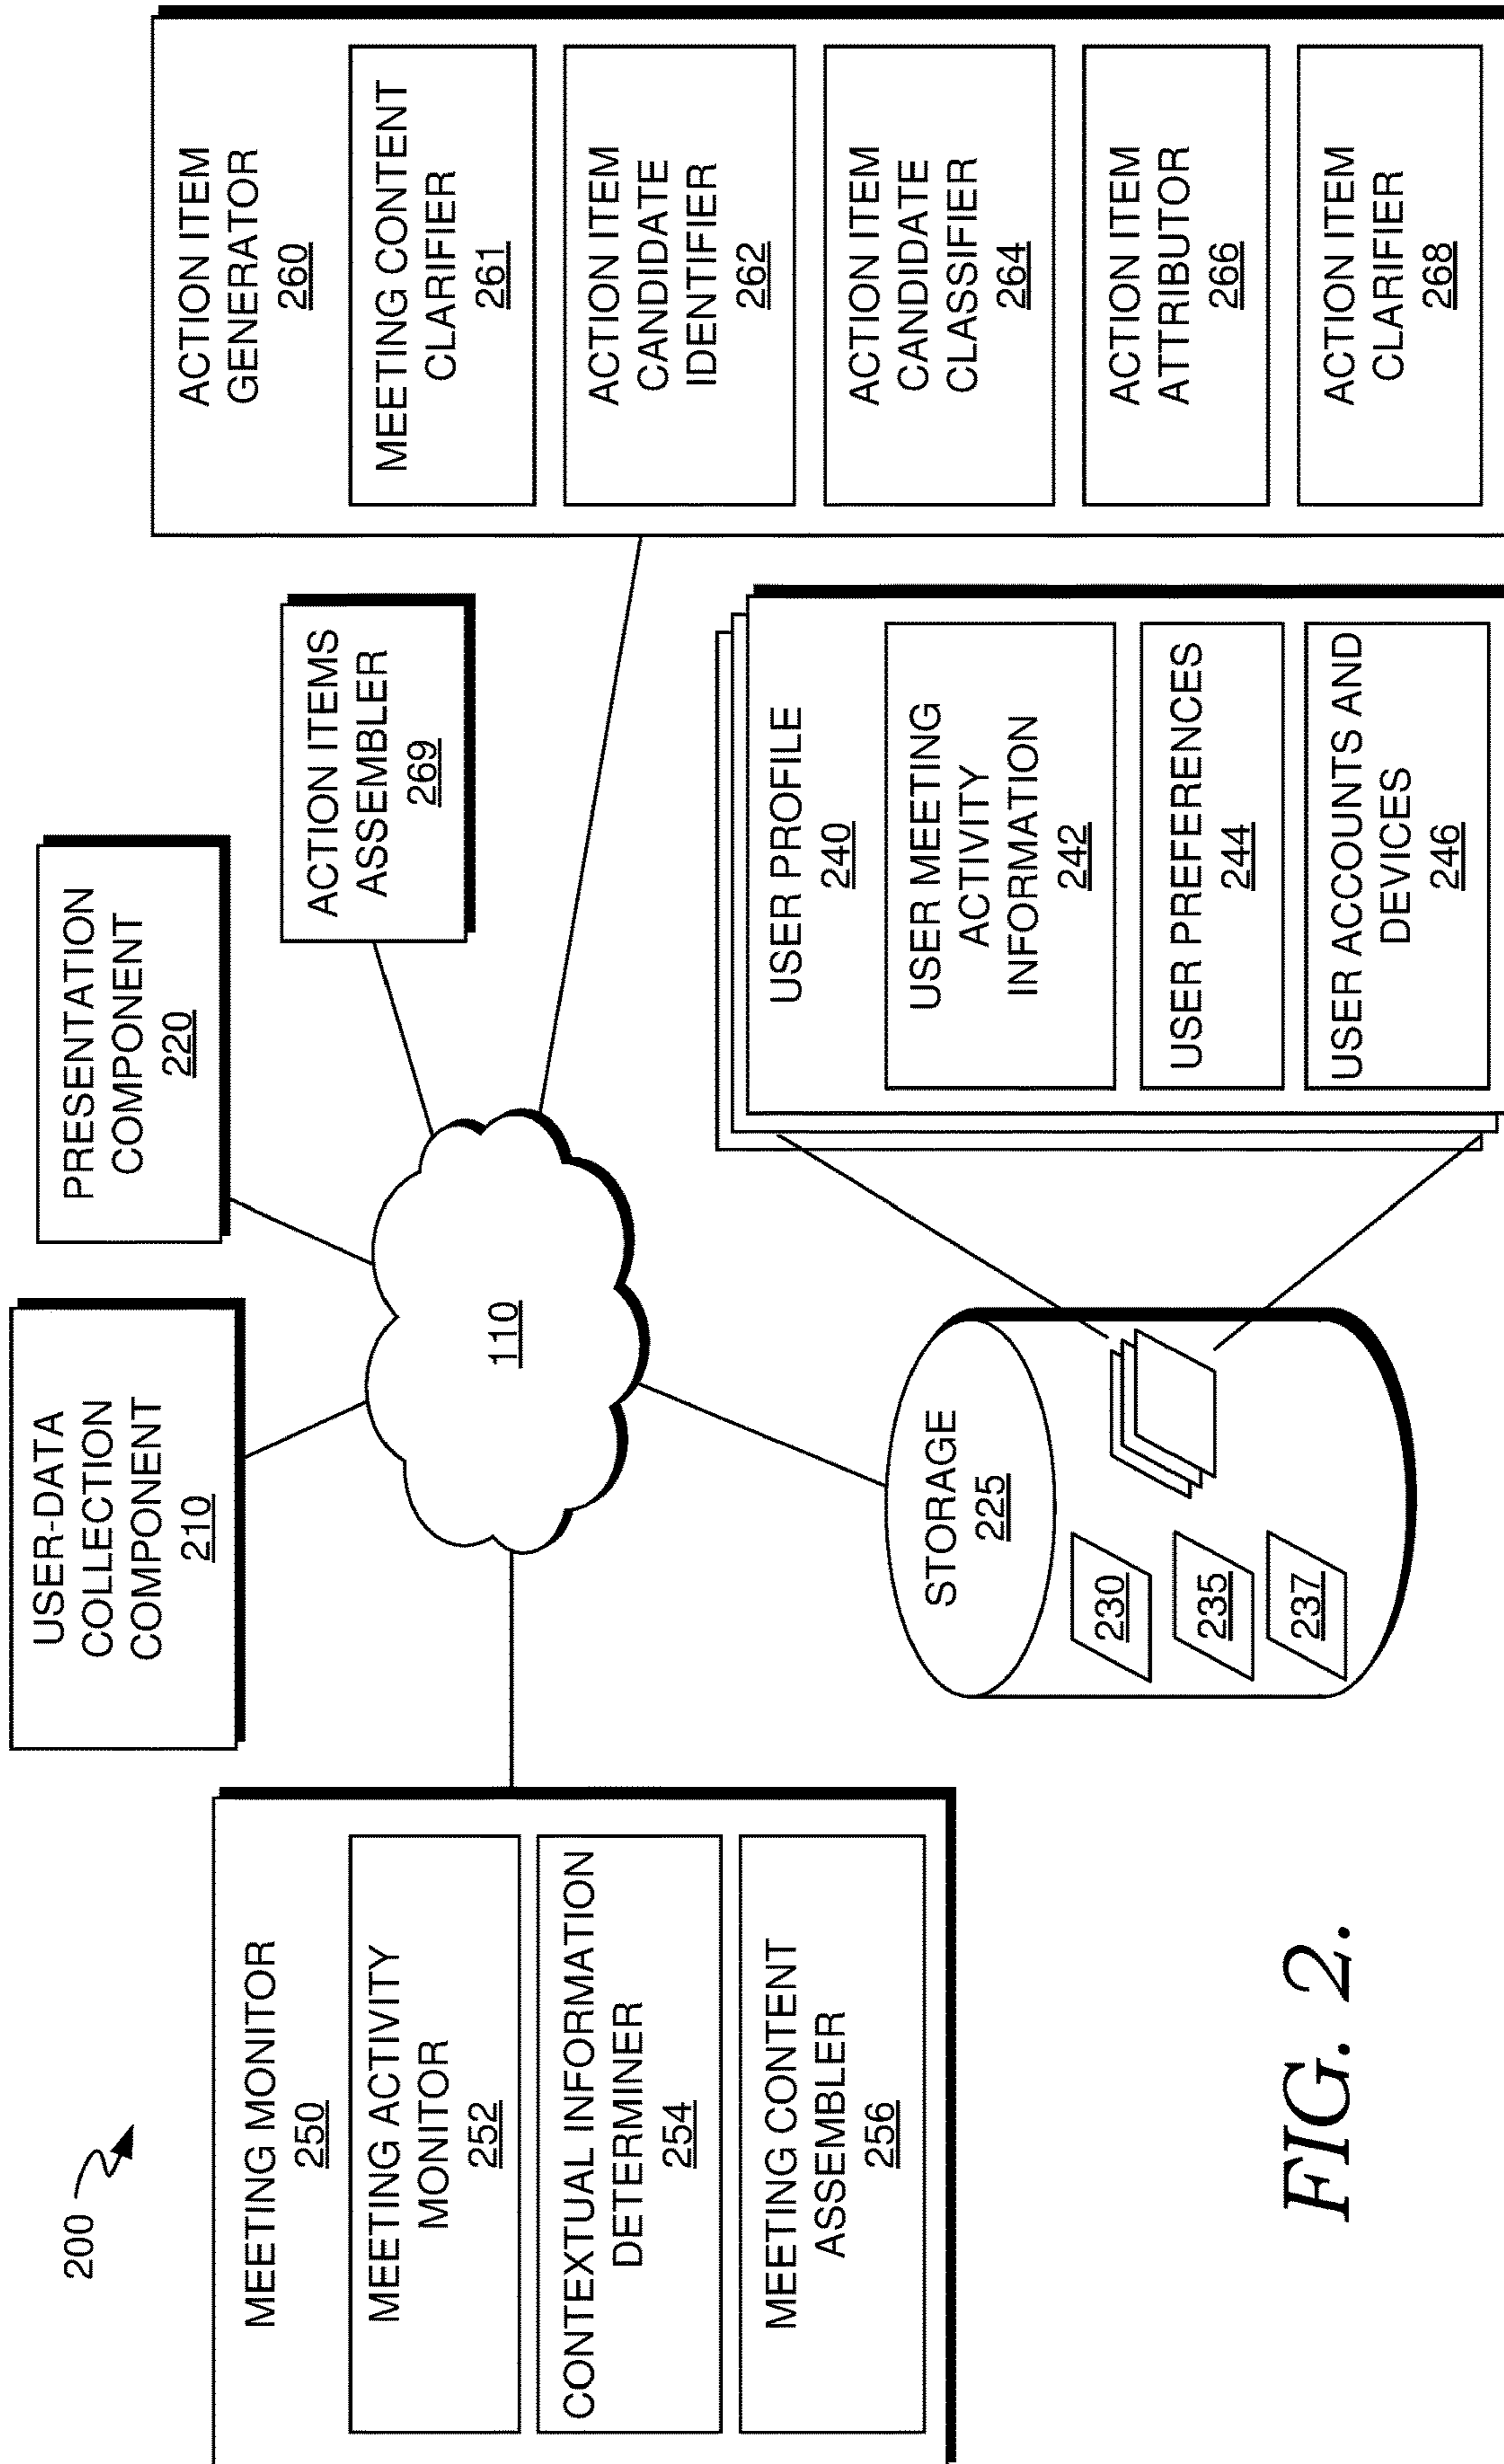 200
MEETING MONITOR
250
MEETING ACTIVITY
MONITOR
252
CONTEXTUAL INFORMATION
DETERMINER
254
MEETING CONTENT
ASSEMBLER
256
USER-DATA
COLLECTION
COMPONENT
210
PRESENTATION
COMPONENT
220
ACTION ITEMS
ASSEMBLER
269
110
STORAGE
225
230
235
237
ACTION ITEM
GENERATOR
260
MEETING CONTENT
CLARIFIER
261
ACTION ITEM
CANDIDATE
IDENTIFIER
262
ACTION ITEM
CANDIDATE
CLASSIFIER
264
ACTION ITEM
ATTRIBUTOR
266
ACTION ITEM
CLARIFIER
268
USER PROFILE
240
USER MEETING
ACTIVITY
INFORMATION
242
USER PREFERENCES
244
USER ACCOUNTS AND
DEVICES
246
FIG. 2.